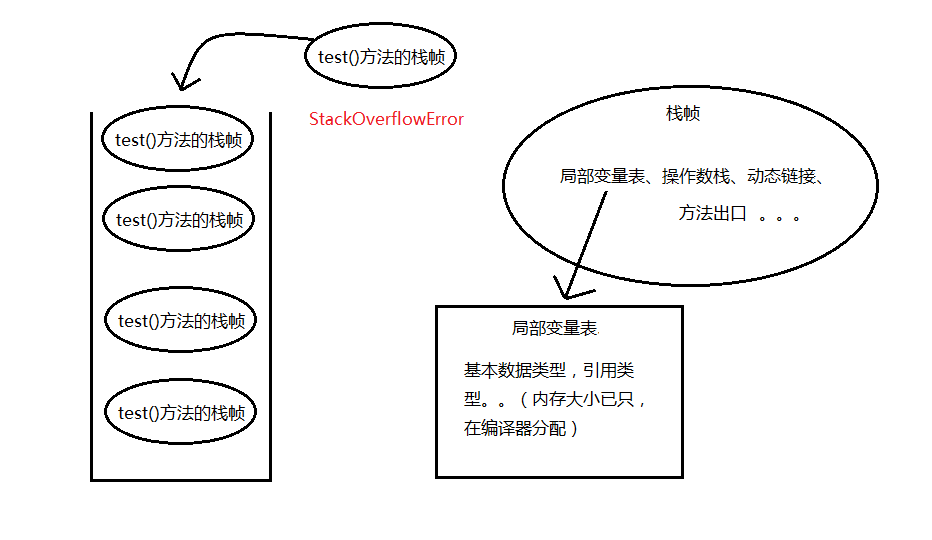 test()方法的栈帧
StackOverflowError
test()方法的栈帧
test()方法的栈帧
test()方法的栈帧
test()方法的栈帧
栈帧
局部变量表、操作数栈、动态链接、
方法出口 。。。
局部变量表
基本数据类型，引用类
型。。（内存大小已只，
在编译器分配）